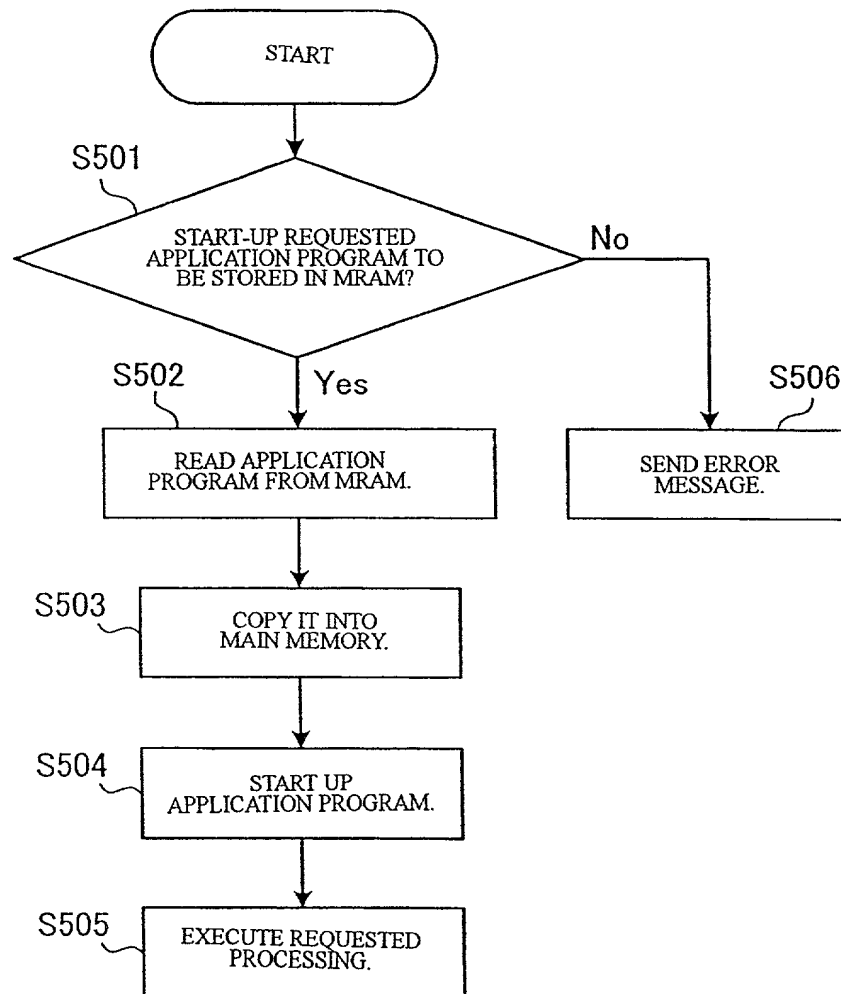 START
S501
START-UP REQUESTED
APPLICATION PROGRAM TO
BE STORED IN MRAM?
No
Yes
S502
READ APPLICATION
PROGRAM FROM MRAM.
S506
SEND ERROR
MESSAGE.
S503
COPY IT INTO
MAIN MEMORY.
S504
START UP
APPLICATION PROGRAM.
S505
EXECUTE REQUESTED
PROCESSING.